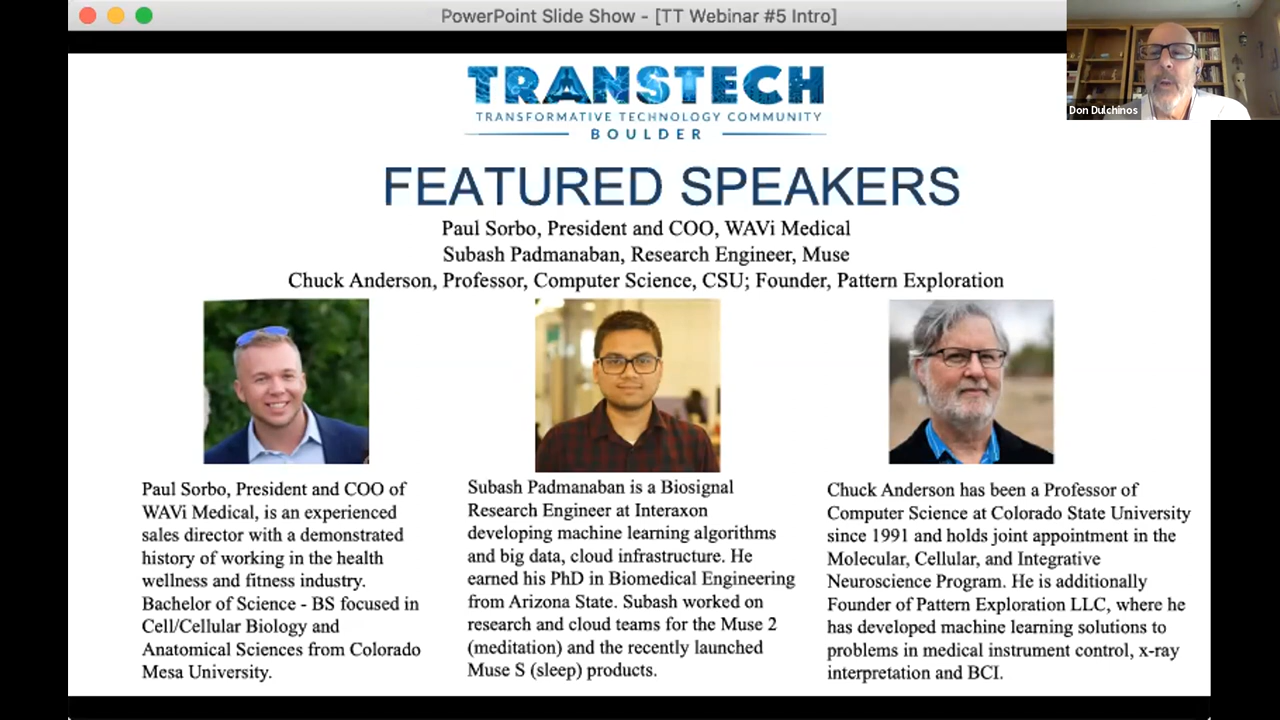 PowerPoint Slide Show - [TT Webinar #5 Intro]
Don Dulchinos
TRANSTECH
TRANSFORMATIVE TECHNOLOGY COMMUNITY
BOULDER
FEATURED SPEAKERS
Paul Sorbo, President and COO, WAVi Medical
Subash Padmanaban, Research Engineer, Muse
Chuck Anderson, Professor, Computer Science, CSU; Founder, Pattern Exploration
Paul Sorbo, President and COO of
WAVi Medical, is an experienced
sales director with a demonstrated
history of working in the health
wellness and fitness industry.
Bachelor of Science - BS focused in
Cell/Cellular Biology and
Anatomical Sciences from Colorado
Mesa University.
Subash Padmanaban is a Biosignal
Research Engineer at Interaxon
developing machine learning algorithms
and big data, cloud infrastructure. He
earned his PhD in Biomedical Engineering
from Arizona State. Subash worked on
research and cloud teams for the Muse 2
(meditation) and the recently launched
Muse S (sleep) products.
Chuck Anderson has been a Professor of
Computer Science at Colorado State University
since 1991 and holds joint appointment in the
Molecular, Cellular, and Integrative
Neuroscience Program. He is additionally
Founder of Pattern Exploration LLC, where he
has developed machine learning solutions to
problems in medical instrument control, x-ray
interpretation and BCI.